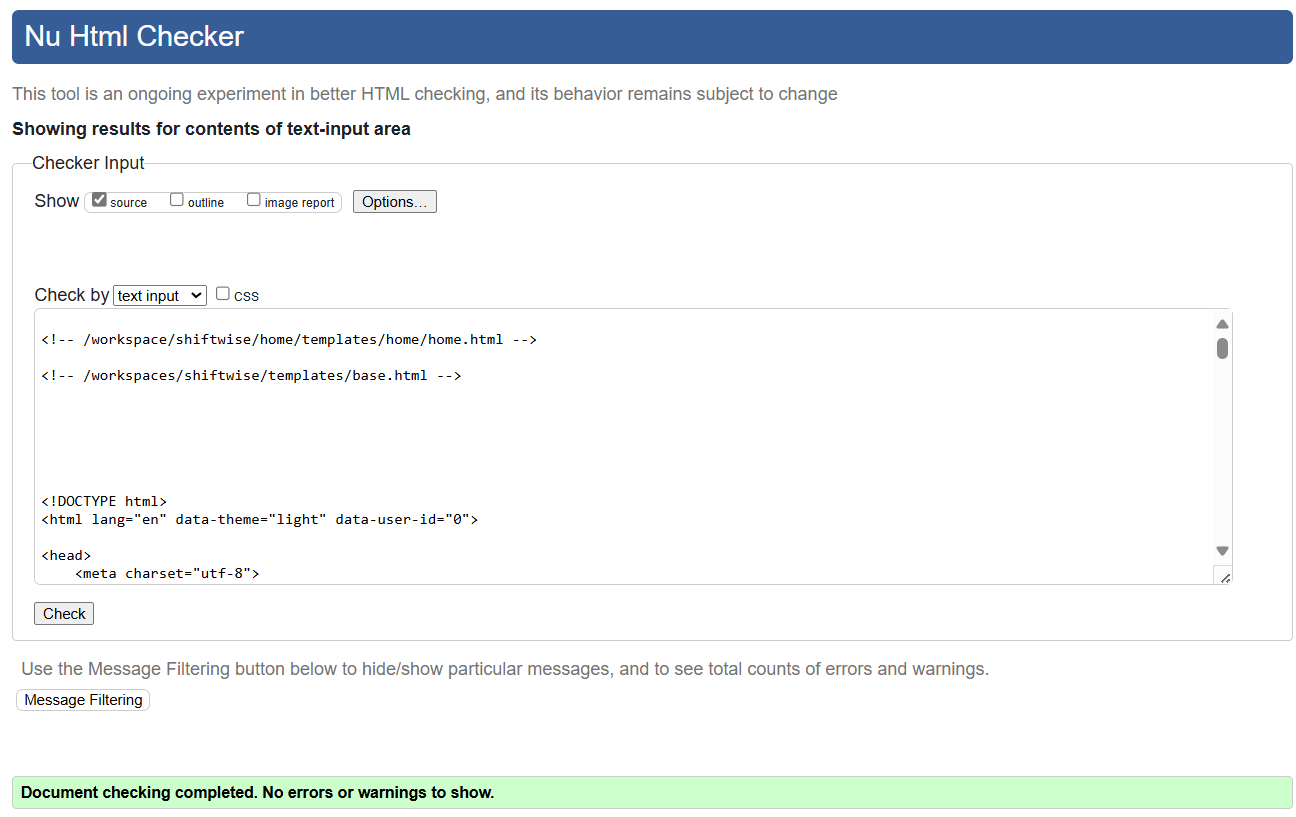 Nu Html Checker
This tool is an ongoing experiment in better HTML checking, and its behavior remains subject to change
Showing results for contents of text-input area
Checker Input
Show source outline image report Options…
Check by text input css
<!-- /workspace/shiftwise/home/templates/home/home.html -->
<!-- /workspaces/shiftwise/templates/base.html -->
<!DOCTYPE html>
<html lang="en" data-theme="light" data-user-id="0">
<head>
<meta charset="utf-8">
Check
Use the Message Filtering button below to hide/show particular messages, and to see total counts of errors and warnings.
Message Filtering
Document checking completed. No errors or warnings to show.